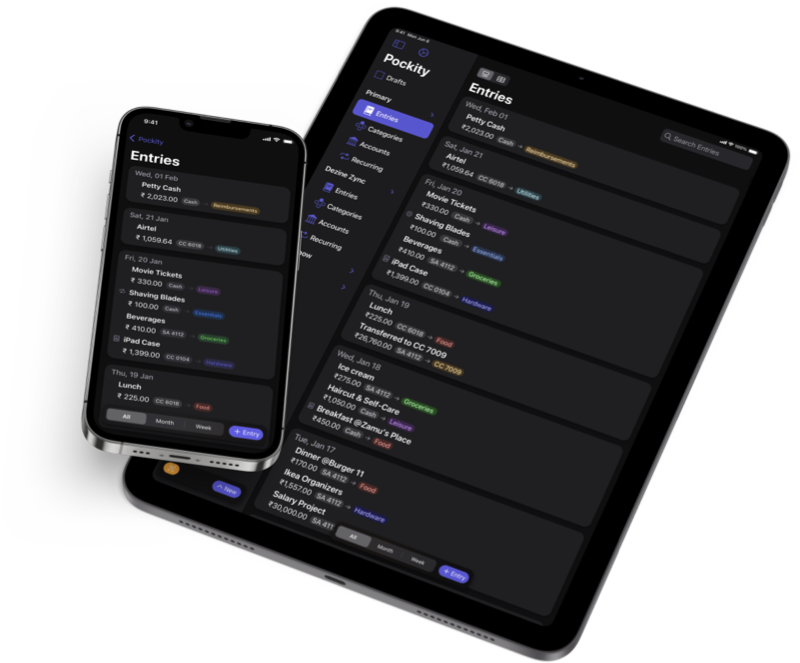 9:41
Pockity
Entries
Wed, 01 Feb
Petty Cash
₹ 2,023.00 Cash → Reimbursements
Sat, 21 Jan
Airtel
₹ 1,059.64 CC 6018 → Utilities
Fri, 20 Jan
Movie Tickets
₹ 330.00 Cash → Leisure
Shaving Blades
₹ 100.00 Cash → Essentials
Beverages
₹ 410.00 SA 4112 → Groceries
iPad Case
₹ 1,399.00 CC 0104 → Hardware
Thu, 19 Jan
Lunch
₹ 225.00 CC 6018 → Food
All Month Week + Entry
9:41 Mon Jun 6
100%
Pockity
Drafts
Primary
Entries
Categories
Accounts
Recurring
Dezine Zync
Entries
Categories
Accounts
Recurring
New
Entries
Search Entries
Wed, Feb 01
Petty Cash
₹2,023.00 Cash → Reimbursements
Sat, Jan 21
Airtel
₹1,059.64 CC 6018 → Utilities
Fri, Jan 20
Movie Tickets
₹330.00 Cash → Leisure
Shaving Blades
₹100.00 Cash → Essentials
Beverages
₹410.00 SA 4112 → Groceries
iPad Case
₹1,399.00 CC 0104 → Hardware
Thu, Jan 19
Lunch
₹225.00 CC 6018 → Food
Transferred to CC 7009
₹26,760.00 SA 4112 → CC 7009
Wed, Jan 18
Ice cream
₹275.00 SA 4112 → Groceries
Haircut & Self-Care
₹1,050.00 Cash → Leisure
Breakfast @Zamu's Place
₹450.00 Cash → Food
Tue, Jan 17
Dinner @Burger 11
₹170.00 SA 4112 → Food
Ikea Organizers
₹1,557.00 SA 4112 → Hardware
Salary Project
₹30,000.00 SA 411
All Month Week + Entry